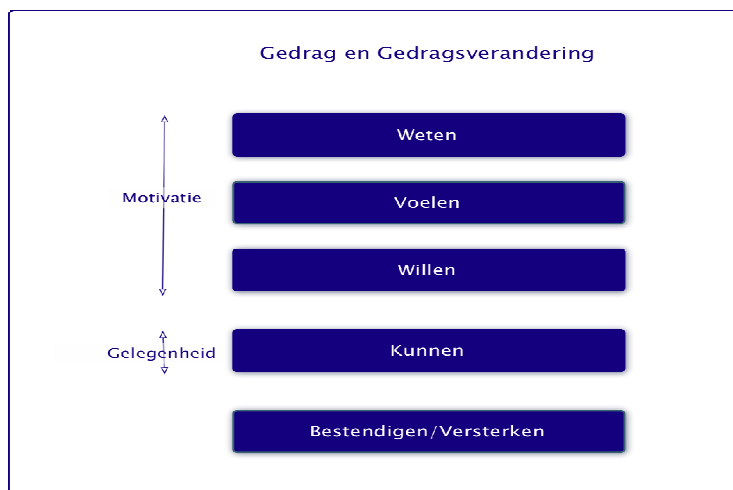 Gedrag en Gedragsverandering
Weten
Motivatie
Voelen
Willen
Gelegenheid
Kunnen
Bestendigen/Versterken